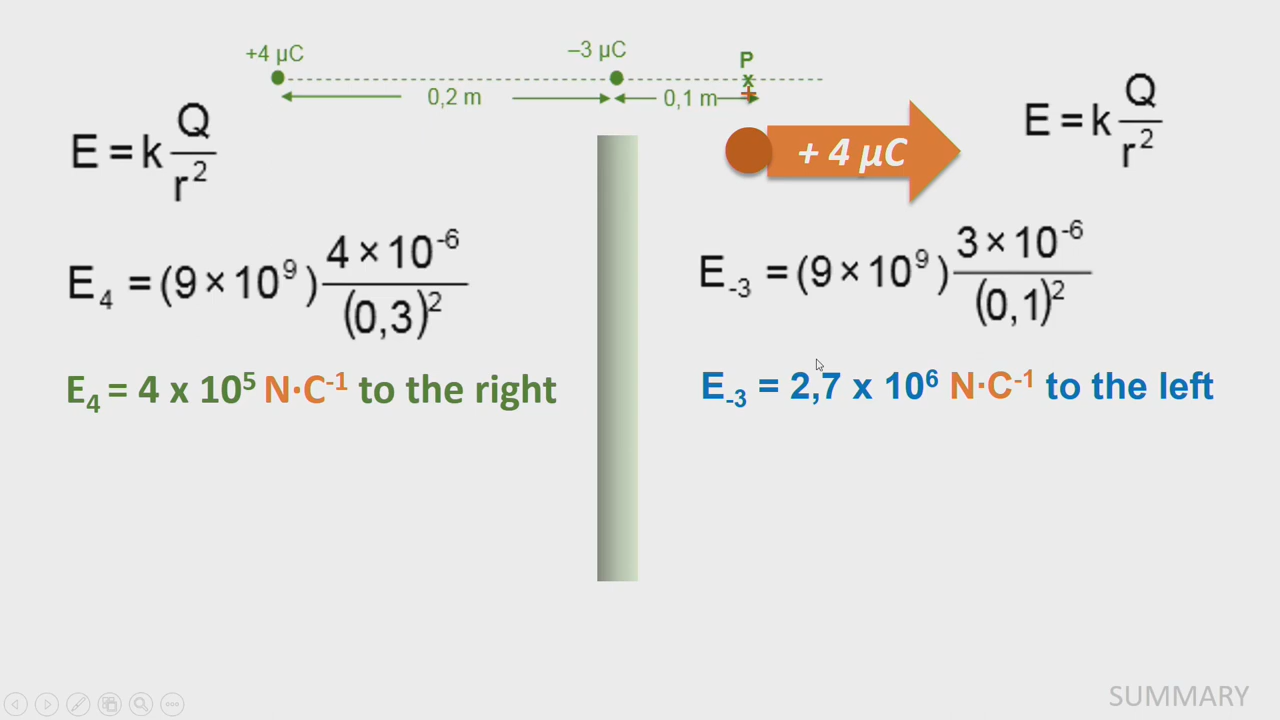 +4 µC
–3 µC
P
x
+
0,2 m
0,1 m
E = k Q / r²
+ 4 µC
E = k Q / r²
E₄ = (9 × 10⁹) 4 × 10⁻⁶ / (0,3)²
E₋₃ = (9 × 10⁹) 3 × 10⁻⁶ / (0,1)²
E₄ = 4 x 10⁵ N·C⁻¹ to the right
E₋₃ = 2,7 x 10⁶ N·C⁻¹ to the left
SUMMARY